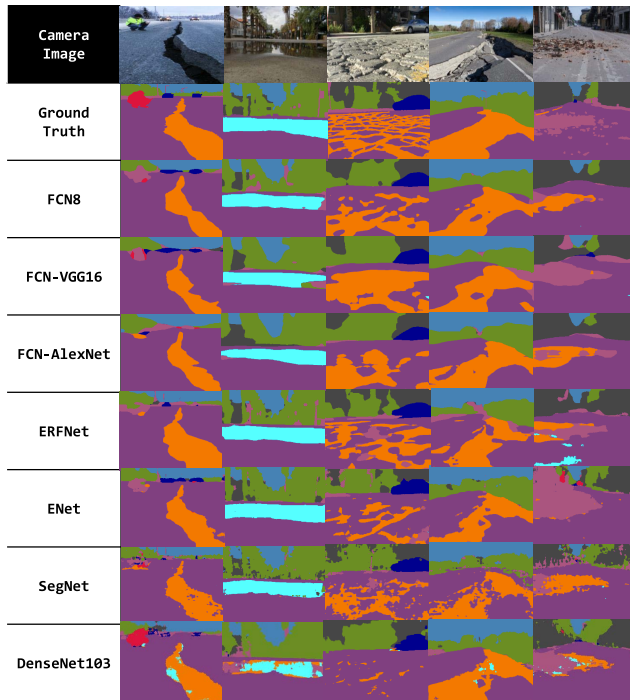 Camera
Image
Ground
Truth
FCN8
FCN-VGG16
FCN-AlexNet
ERFNet
ENet
SegNet
DenseNet103